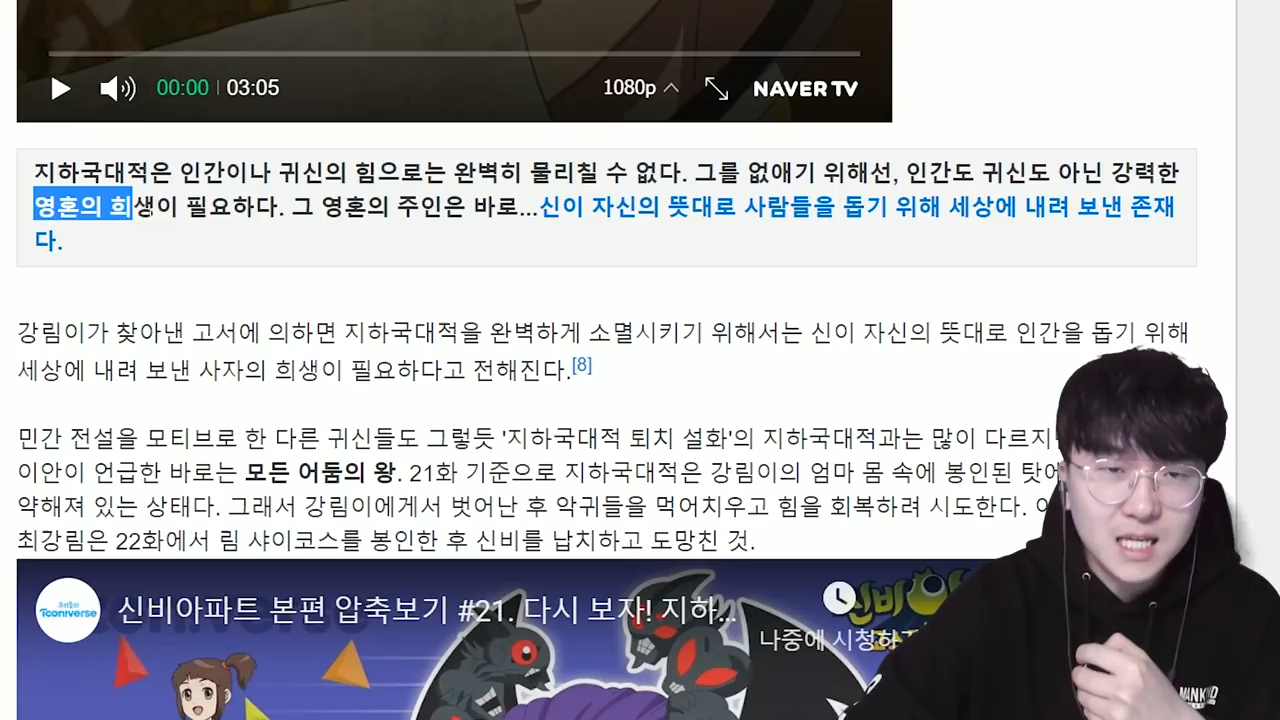 00:00 | 03:05
1080p
NAVER TV
지하국대적은 인간이나 귀신의 힘으로는 완벽히 물리칠 수 없다. 그를 없애기 위해선, 인간도 귀신도 아닌 강력한
영혼의 희생이 필요하다. 그 영혼의 주인은 바로...신이 자신의 뜻대로 사람들을 돕기 위해 세상에 내려 보낸 존재
다.
강림이가 찾아낸 고서에 의하면 지하국대적을 완벽하게 소멸시키기 위해서는 신이 자신의 뜻대로 인간을 돕기 위해
세상에 내려 보낸 사자의 희생이 필요하다고 전해진다.[8]
민간 전설을 모티브로 한 다른 귀신들도 그렇듯 '지하국대적 퇴치 설화'의 지하국대적과는 많이 다르지
이안이 언급한 바로는 모든 어둠의 왕. 21화 기준으로 지하국대적은 강림이의 엄마 몸 속에 봉인된 탓에
약해져 있는 상태다. 그래서 강림이에게서 벗어난 후 악귀들을 먹어치우고 힘을 회복하려 시도한다.
최강림은 22화에서 림 샤이코스를 봉인한 후 신비를 납치하고 도망친 것.
Tooniverse
신비아파트 본편 압축보기 #21. 다시 보자! 지하...
신비
나중에 시청하기
MANKIND